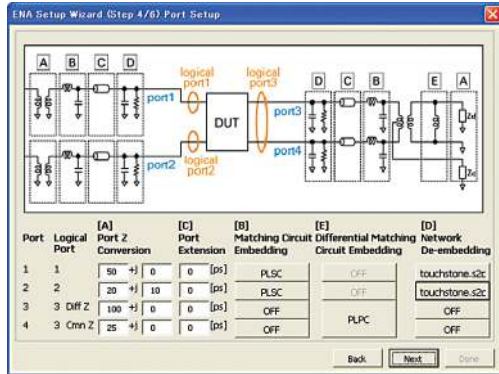 ENA Setup Wizard (Step 4/6) Port Setup
A B C D
logical port1
logical port3
D C B E A
port1
DUT
port3
port2
logical port2
port4
[A] [C] [B] [E] [D]
Port Logical Port Port Z Conversion Port Extension Matching Circuit Embedding Differential Matching Circuit Embedding Network De-embedding
1 1 50 +j 0 0 [ps] PLSC OFF touchstone.s2c
2 2 20 +j 10 0 [ps] PLSC OFF touchstone.s2c
3 3 Diff Z 100 +j 0 0 [ps] OFF PLPC OFF
4 3 Cmn Z 25 +j 0 0 [ps] OFF OFF
Back Next Done